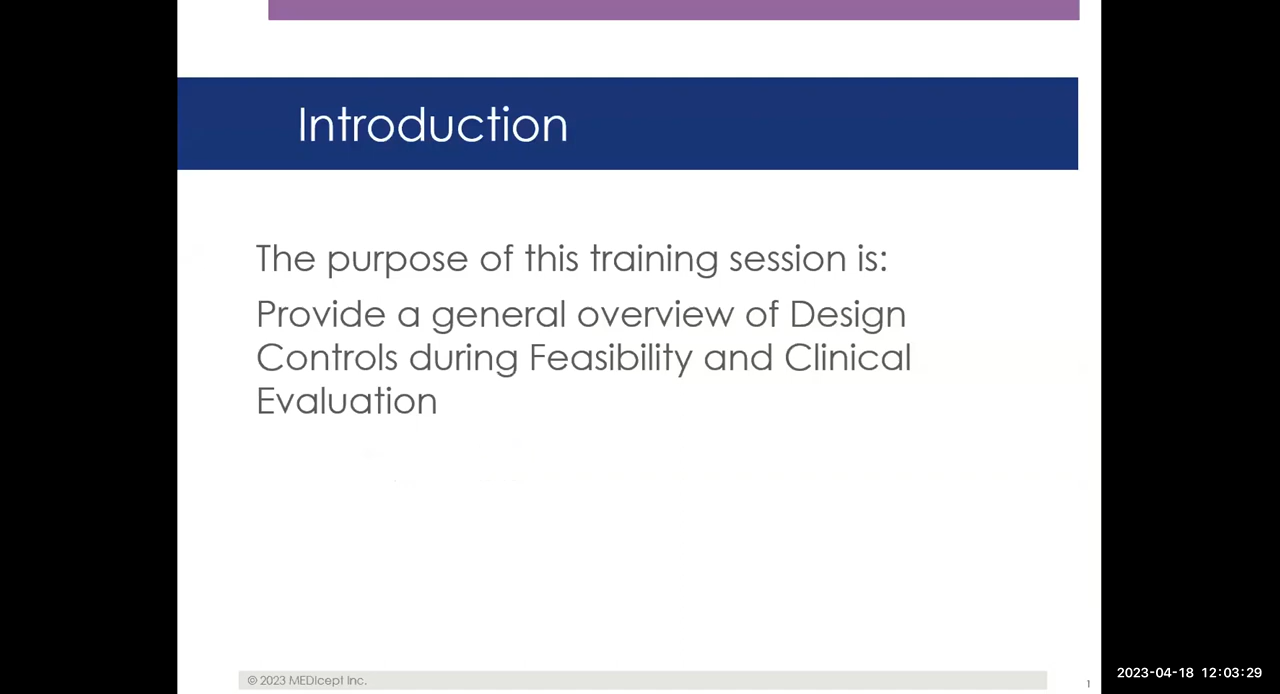 Introduction
The purpose of this training session is:
Provide a general overview of Design
Controls during Feasibility and Clinical
Evaluation
© 2023 MEDIcept Inc.
1
2023-04-18 12:03:29